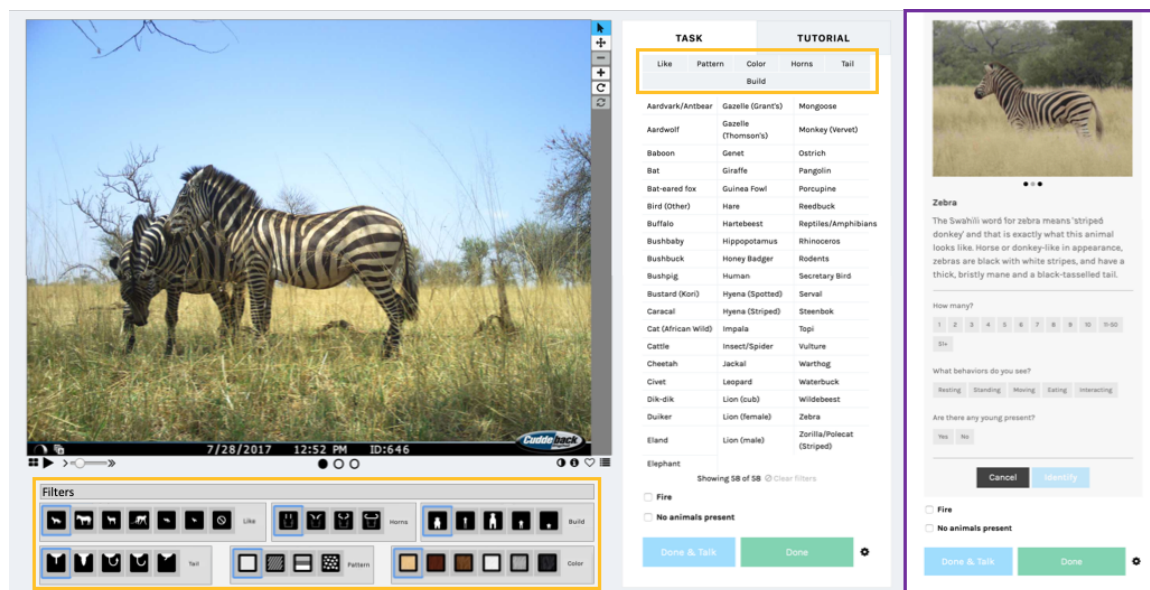 7/28/2017 12:52 PM ID:646
Cuddeback
Filters
Like
Horns
Build
Tail
Pattern
Color
TASK
TUTORIAL
Like Pattern Color Horns Tail
Build
Aardvark/Antbear Gazelle (Grant's) Mongoose
Aardwolf Gazelle (Thomson's) Monkey (Vervet)
Baboon Genet Ostrich
Bat Giraffe Pangolin
Bat-eared fox Guinea Fowl Porcupine
Bird (Other) Hare Reedbuck
Buffalo Hartebeest Reptiles/Amphibians
Bushbaby Hippopotamus Rhinoceros
Bushbuck Honey Badger Rodents
Bushpig Human Secretary Bird
Bustard (Kori) Hyena (Spotted) Serval
Caracal Hyena (Striped) Steenbok
Cat (African Wild) Impala Topi
Cattle Insect/Spider Vulture
Cheetah Jackal Warthog
Civet Leopard Waterbuck
Dik-dik Lion (cub) Wildebeest
Duiker Lion (female) Zebra
Eland Lion (male) Zorilla/Polecat (Striped)
Elephant
Showing 58 of 58 Clear filters
Fire
No animals present
Done & Talk Done
Zebra
The Swahili word for zebra means 'striped
donkey' and that is exactly what this animal
looks like. Horse or donkey-like in appearance,
zebras are black with white stripes, and have a
thick, bristly mane and a black-tasselled tail.
How many?
1 2 3 4 5 6 7 8 9 10 11-50
51+
What behaviors do you see?
Resting Standing Moving Eating Interacting
Are there any young present?
Yes No
Cancel Identify
Fire
No animals present
Done & Talk Done